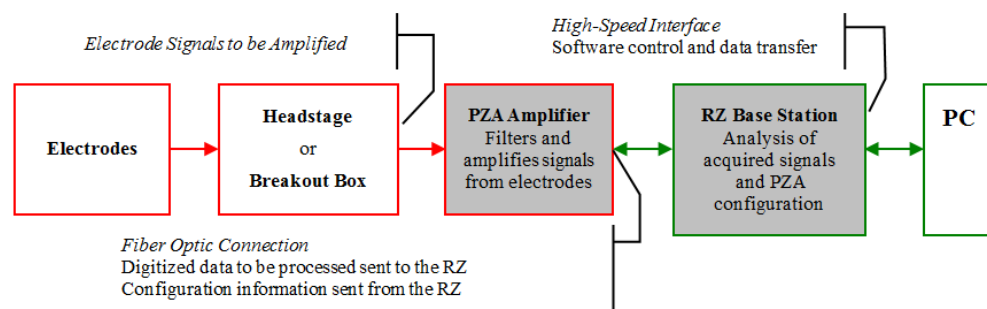 Electrode Signals to be Amplified
High-Speed Interface
Software control and data transfer
Electrodes
Headstage
or
Breakout Box
PZA Amplifier
Filters and
amplifies signals
from electrodes
RZ Base Station
Analysis of
acquired signals
and PZA
configuration
PC
Fiber Optic Connection
Digitized data to be processed sent to the RZ
Configuration information sent from the RZ